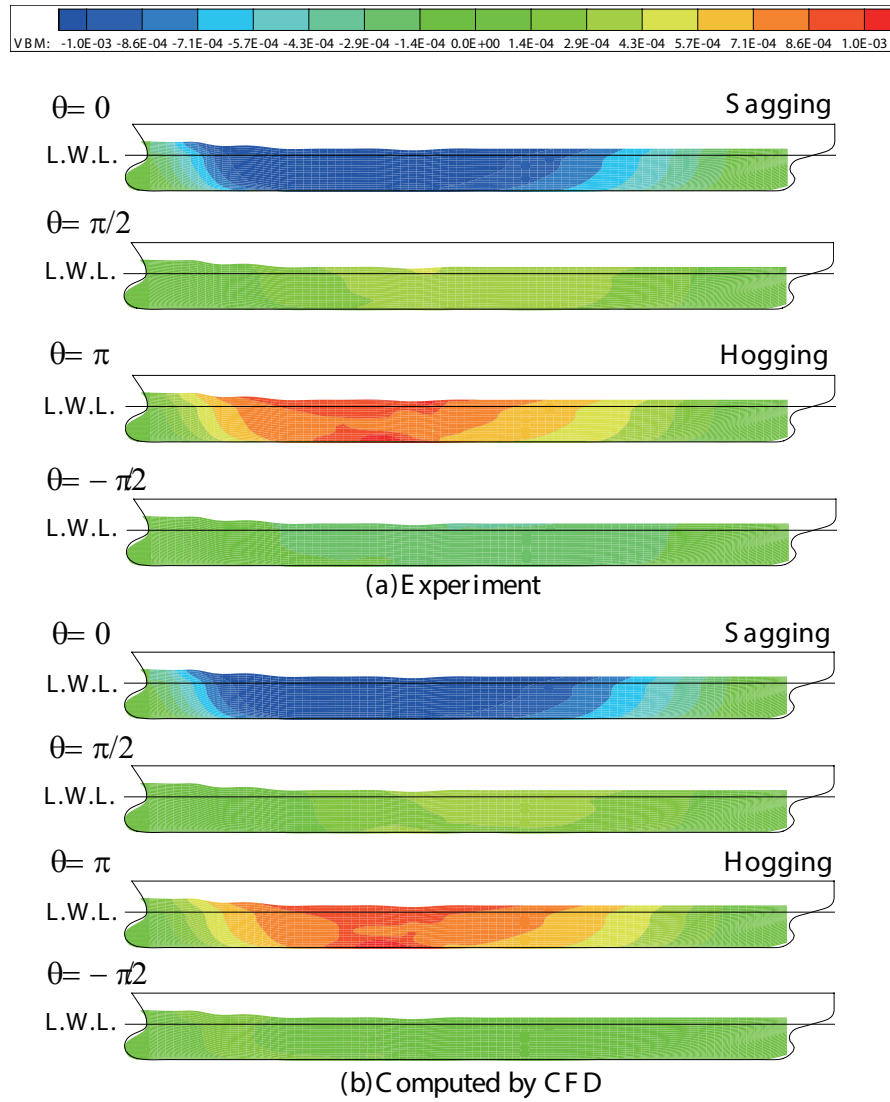 VBM: -1.0E-03 -8.6E-04 -7.1E-04 -5.7E-04 -4.3E-04 -2.9E-04 -1.4E-04 0.0E+00 1.4E-04 2.9E-04 4.3E-04 5.7E-04 7.1E-04 8.6E-04 1.0E-03
θ= 0
Sagging
L.W.L.
θ= π/2
L.W.L.
θ= π
Hogging
L.W.L.
θ= − π/2
L.W.L.
(a)Experiment
θ= 0
Sagging
L.W.L.
θ= π/2
L.W.L.
θ= π
Hogging
L.W.L.
θ= − π/2
L.W.L.
(b)Computed by CFD